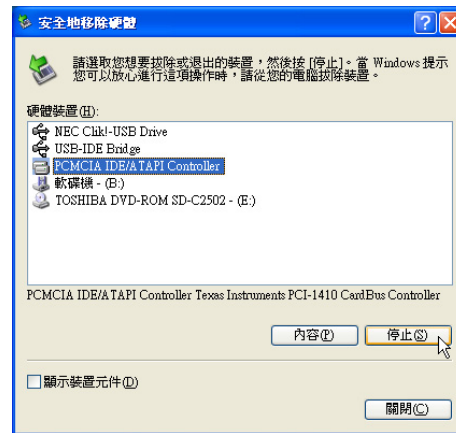 安全地移除硬體
請選取您想要拔除或退出的裝置，然後按 [停止]。當 Windows 提示
您可以放心進行這項操作時，請從您的電腦拔除裝置。
硬體裝置(H):
NEC Clik!-USB Drive
USB-IDE Bridge
PCMCIA IDE/ATAPI Controller
軟碟機 - (B:)
TOSHIBA DVD-ROM SD-C2502 - (E:)
PCMCIA IDE/ATAPI Controller Texas Instruments PCI-1410 CardBus Controller
內容(P)
停止(S)
顯示裝置元件(D)
關閉(C)